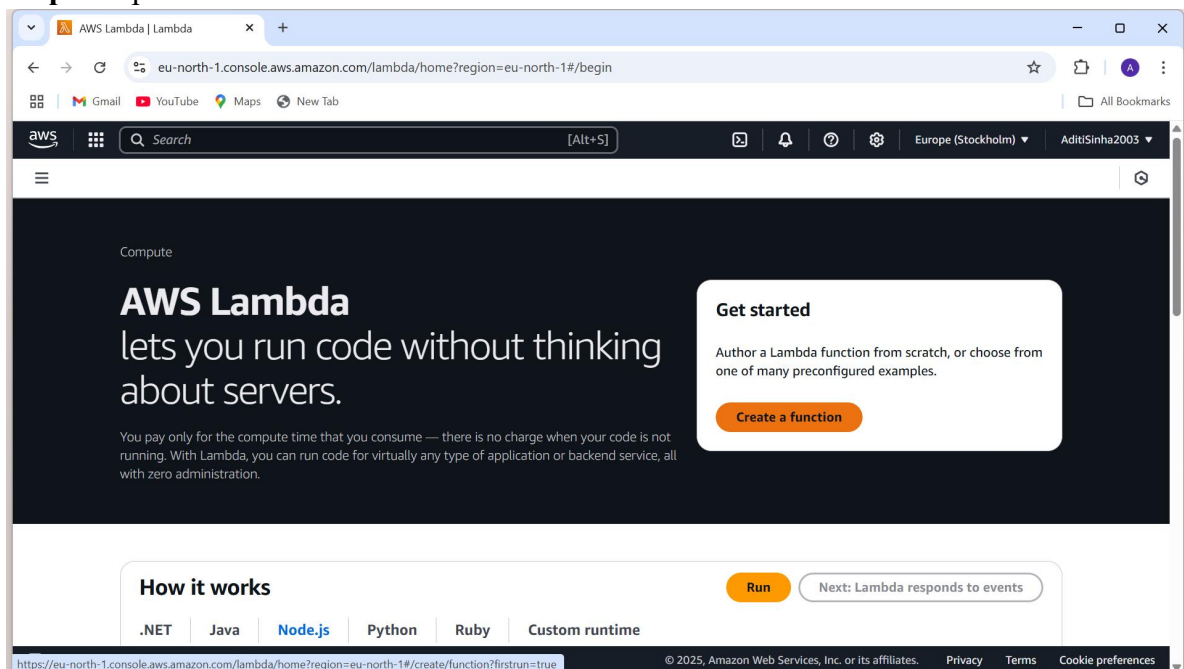 AWS Lambda | Lambda
eu-north-1.console.aws.amazon.com/lambda/home?region=eu-north-1#/begin
A
Gmail YouTube Maps New Tab All Bookmarks
aws Search [Alt+S] Europe (Stockholm) AditiSinha2003
Compute
AWS Lambda
lets you run code without thinking
about servers.
You pay only for the compute time that you consume — there is no charge when your code is not
running. With Lambda, you can run code for virtually any type of application or backend service, all
with zero administration.
Get started
Author a Lambda function from scratch, or choose from
one of many preconfigured examples.
Create a function
How it works
Run Next: Lambda responds to events
.NET Java Node.js Python Ruby Custom runtime
https://eu-north-1.console.aws.amazon.com/lambda/home?region=eu-north-1#/create/function?firstrun=true
© 2025, Amazon Web Services, Inc. or its affiliates. Privacy Terms Cookie preferences